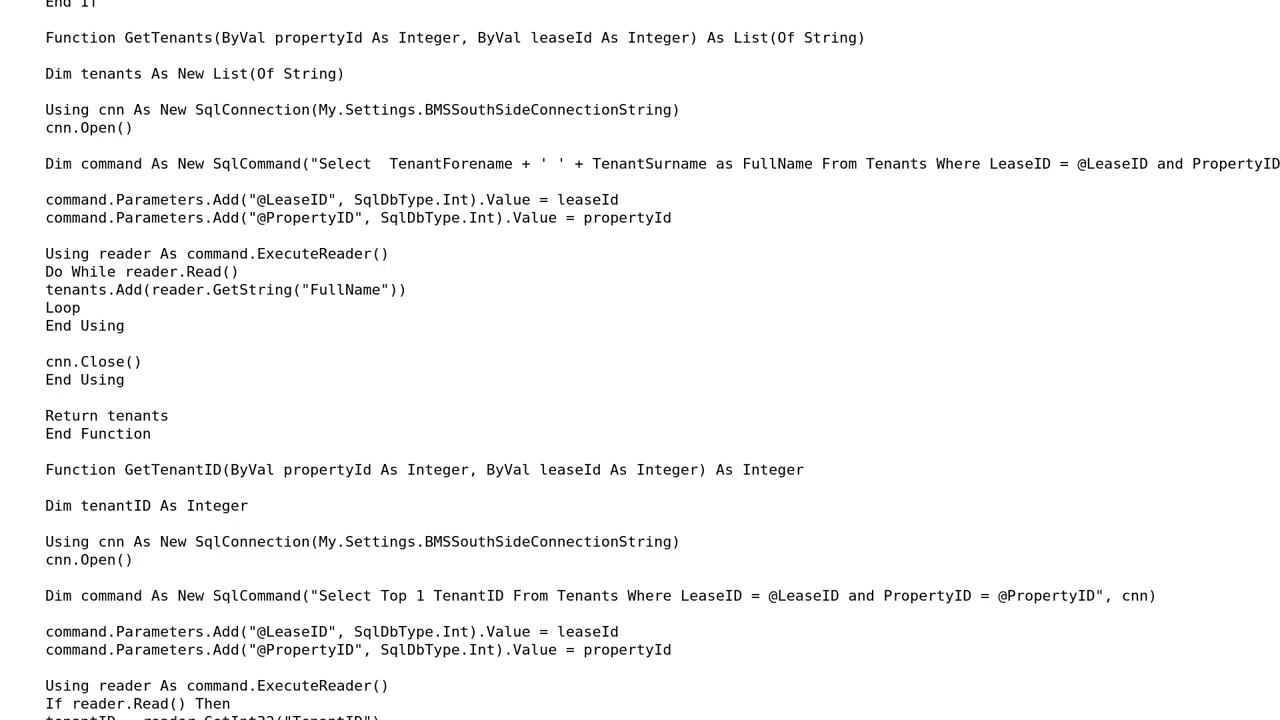 End If
Function GetTenants(ByVal propertyId As Integer, ByVal leaseId As Integer) As List(Of String)
Dim tenants As New List(Of String)
Using cnn As New SqlConnection(My.Settings.BMSSouthSideConnectionString)
cnn.Open()
Dim command As New SqlCommand("Select  TenantForename + ' ' + TenantSurname as FullName From Tenants Where LeaseID = @LeaseID and PropertyID
command.Parameters.Add("@LeaseID", SqlDbType.Int).Value = leaseId
command.Parameters.Add("@PropertyID", SqlDbType.Int).Value = propertyId
Using reader As command.ExecuteReader()
Do While reader.Read()
tenants.Add(reader.GetString("FullName"))
Loop
End Using
cnn.Close()
End Using
Return tenants
End Function
Function GetTenantID(ByVal propertyId As Integer, ByVal leaseId As Integer) As Integer
Dim tenantID As Integer
Using cnn As New SqlConnection(My.Settings.BMSSouthSideConnectionString)
cnn.Open()
Dim command As New SqlCommand("Select Top 1 TenantID From Tenants Where LeaseID = @LeaseID and PropertyID = @PropertyID", cnn)
command.Parameters.Add("@LeaseID", SqlDbType.Int).Value = leaseId
command.Parameters.Add("@PropertyID", SqlDbType.Int).Value = propertyId
Using reader As command.ExecuteReader()
If reader.Read() Then
tenantID = reader.GetInt32("TenantID")